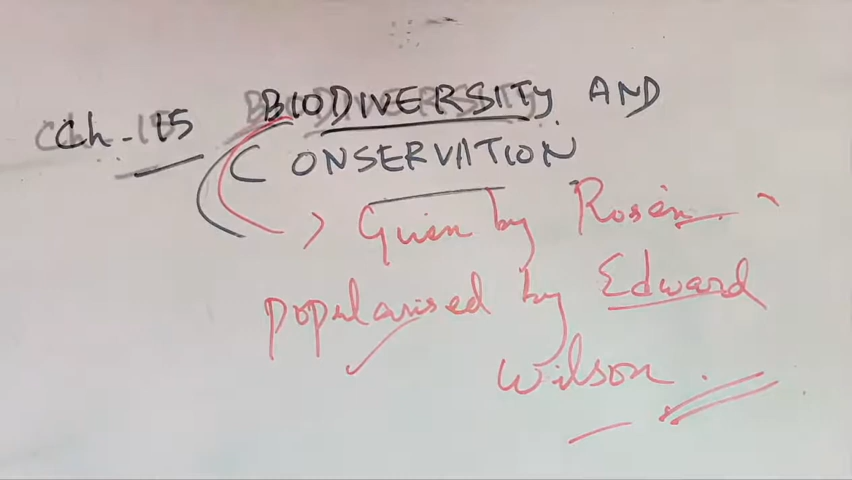 Ch-15 BIODIVERSITY AND
CONSERVATION
Given by Rosen
popularised by Edward
Wilson.